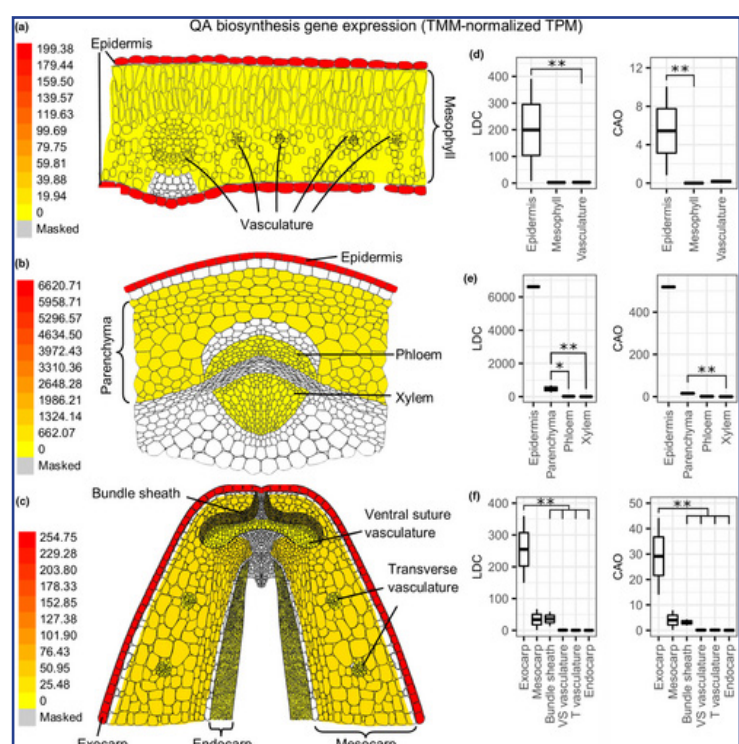 QA biosynthesis gene expression (TMM-normalized TPM)
(a)
199.38
179.44
159.50
139.57
119.63
99.69
79.75
59.81
39.88
19.94
0
Masked
Epidermis
Mesophyll
Vasculature
(d)
LDC
400
300
200
100
0
**
Epidermis
Mesophyll
Vasculature
CAO
12
8
4
0
**
Epidermis
Mesophyll
Vasculature
(b)
6620.71
5958.71
5296.57
4634.50
3972.43
3310.36
2648.28
1986.21
1324.14
662.07
0
Masked
Epidermis
Parenchyma
Phloem
Xylem
(e)
LDC
6000
4000
2000
0
**
*
Epidermis
Parenchyma
Phloem
Xylem
CAO
400
200
0
**
Epidermis
Parenchyma
Phloem
Xylem
(c)
254.75
229.28
203.80
178.33
152.85
127.38
101.90
76.43
50.95
25.48
0
Masked
Bundle sheath
Ventral suture
vasculature
Transverse
vasculature
Exocarp
Endocarp
Mesocarp
(f)
LDC
400
300
200
100
0
**
Exocarp
Mesocarp
Bundle sheath
VS vasculature
T vasculature
Endocarp
CAO
50
40
30
20
10
0
**
Exocarp
Mesocarp
Bundle sheath
VS vasculature
T vasculature
Endocarp